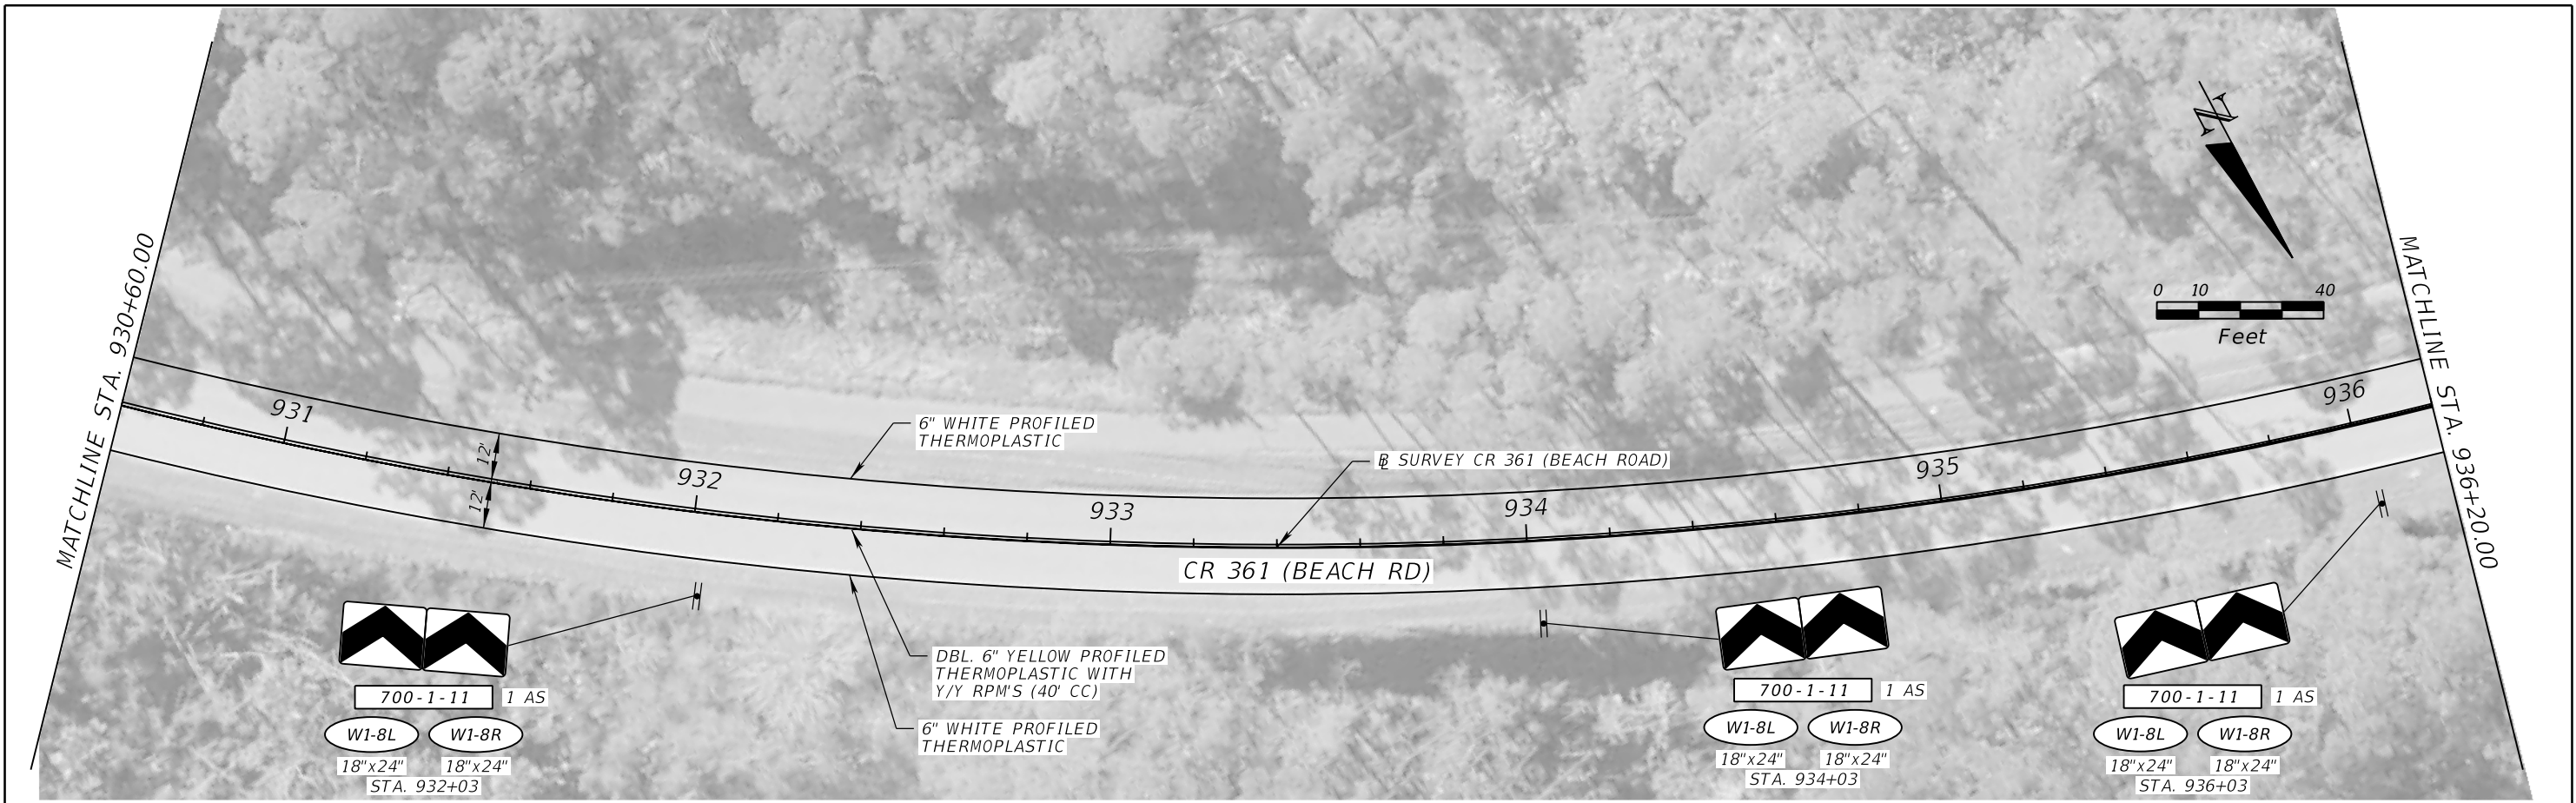 MATCHLINE STA. 930+60.00
931
12'
12'
932
6" WHITE PROFILED
THERMOPLASTIC
933
℄ SURVEY CR 361 (BEACH ROAD)
934
935
936
N
0 10 40
Feet
MATCHLINE STA. 936+20.00
CR 361 (BEACH RD)
DBL. 6" YELLOW PROFILED
THERMOPLASTIC WITH
Y/Y RPM'S (40' CC)
6" WHITE PROFILED
THERMOPLASTIC
700-1-11 1 AS
W1-8L W1-8R
18"x24" 18"x24"
STA. 932+03
700-1-11 1 AS
W1-8L W1-8R
18"x24" 18"x24"
STA. 934+03
700-1-11 1 AS
W1-8L W1-8R
18"x24" 18"x24"
STA. 936+03